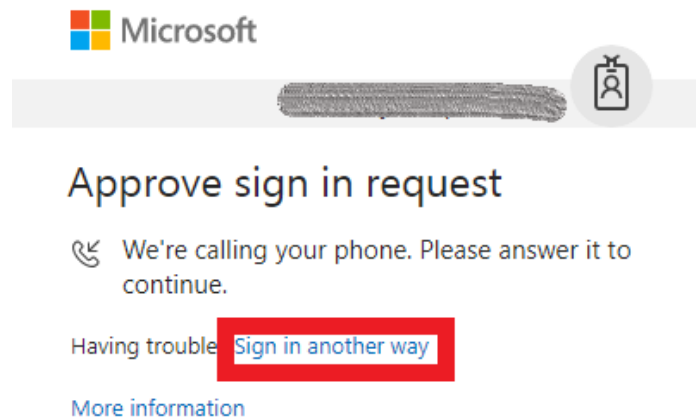 Microsoft
Approve sign in request
We're calling your phone. Please answer it to
continue.
Having trouble Sign in another way
More information